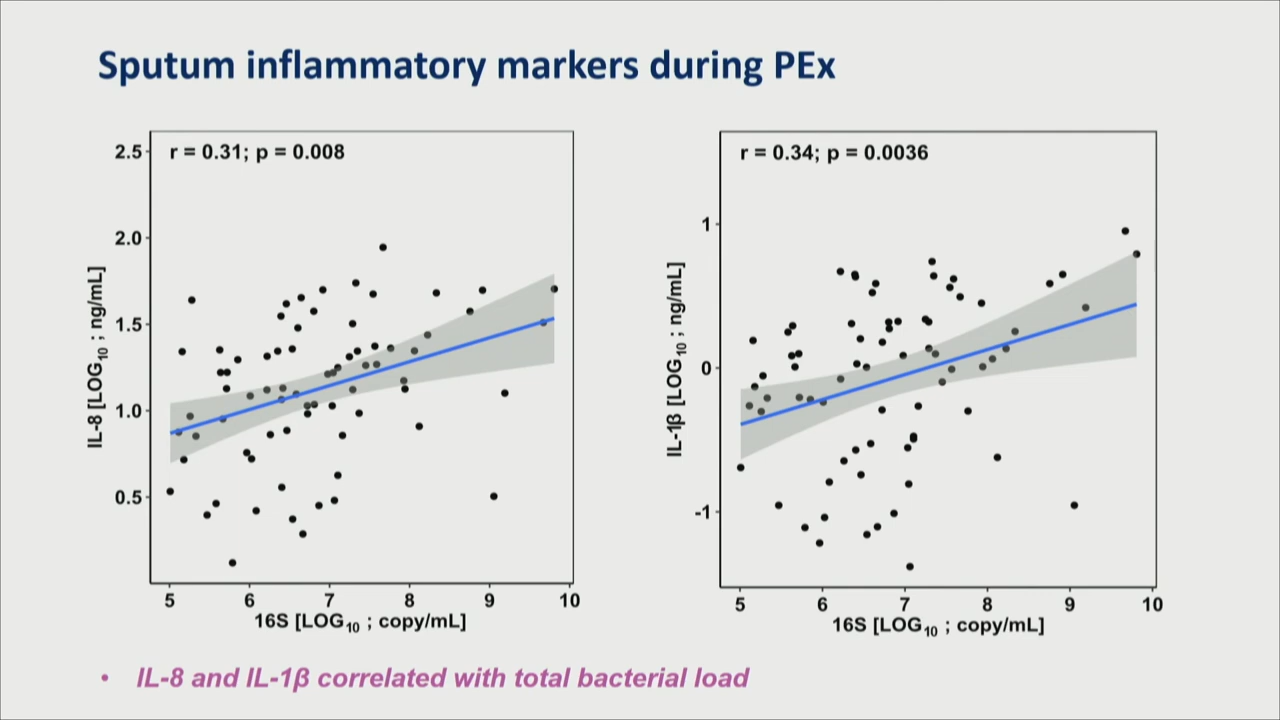 Sputum inflammatory markers during PEx
r = 0.31; p = 0.008
2.5
2.0
1.5
1.0
0.5
IL-8 [LOG₁₀ ; ng/mL]
5 6 7 8 9 10
16S [LOG₁₀ ; copy/mL]
r = 0.34; p = 0.0036
1
0
-1
IL-1β [LOG₁₀ ; ng/mL]
5 6 7 8 9 10
16S [LOG₁₀ ; copy/mL]
• IL-8 and IL-1β correlated with total bacterial load